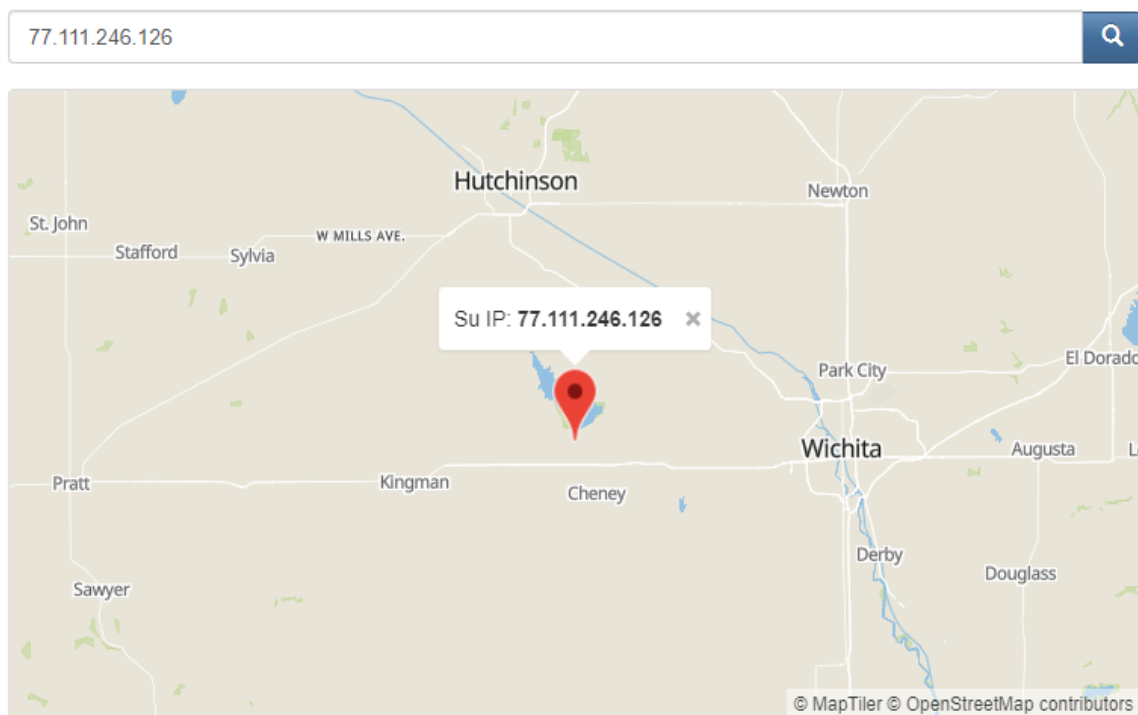 77.111.246.126
Hutchinson
Newton
St. John
W MILLS AVE.
Stafford
Sylvia
Su IP: 77.111.246.126 ×
El Dorado
Park City
Wichita
Augusta
Pratt
Kingman
Cheney
Derby
Douglass
Sawyer
© MapTiler © OpenStreetMap contributors